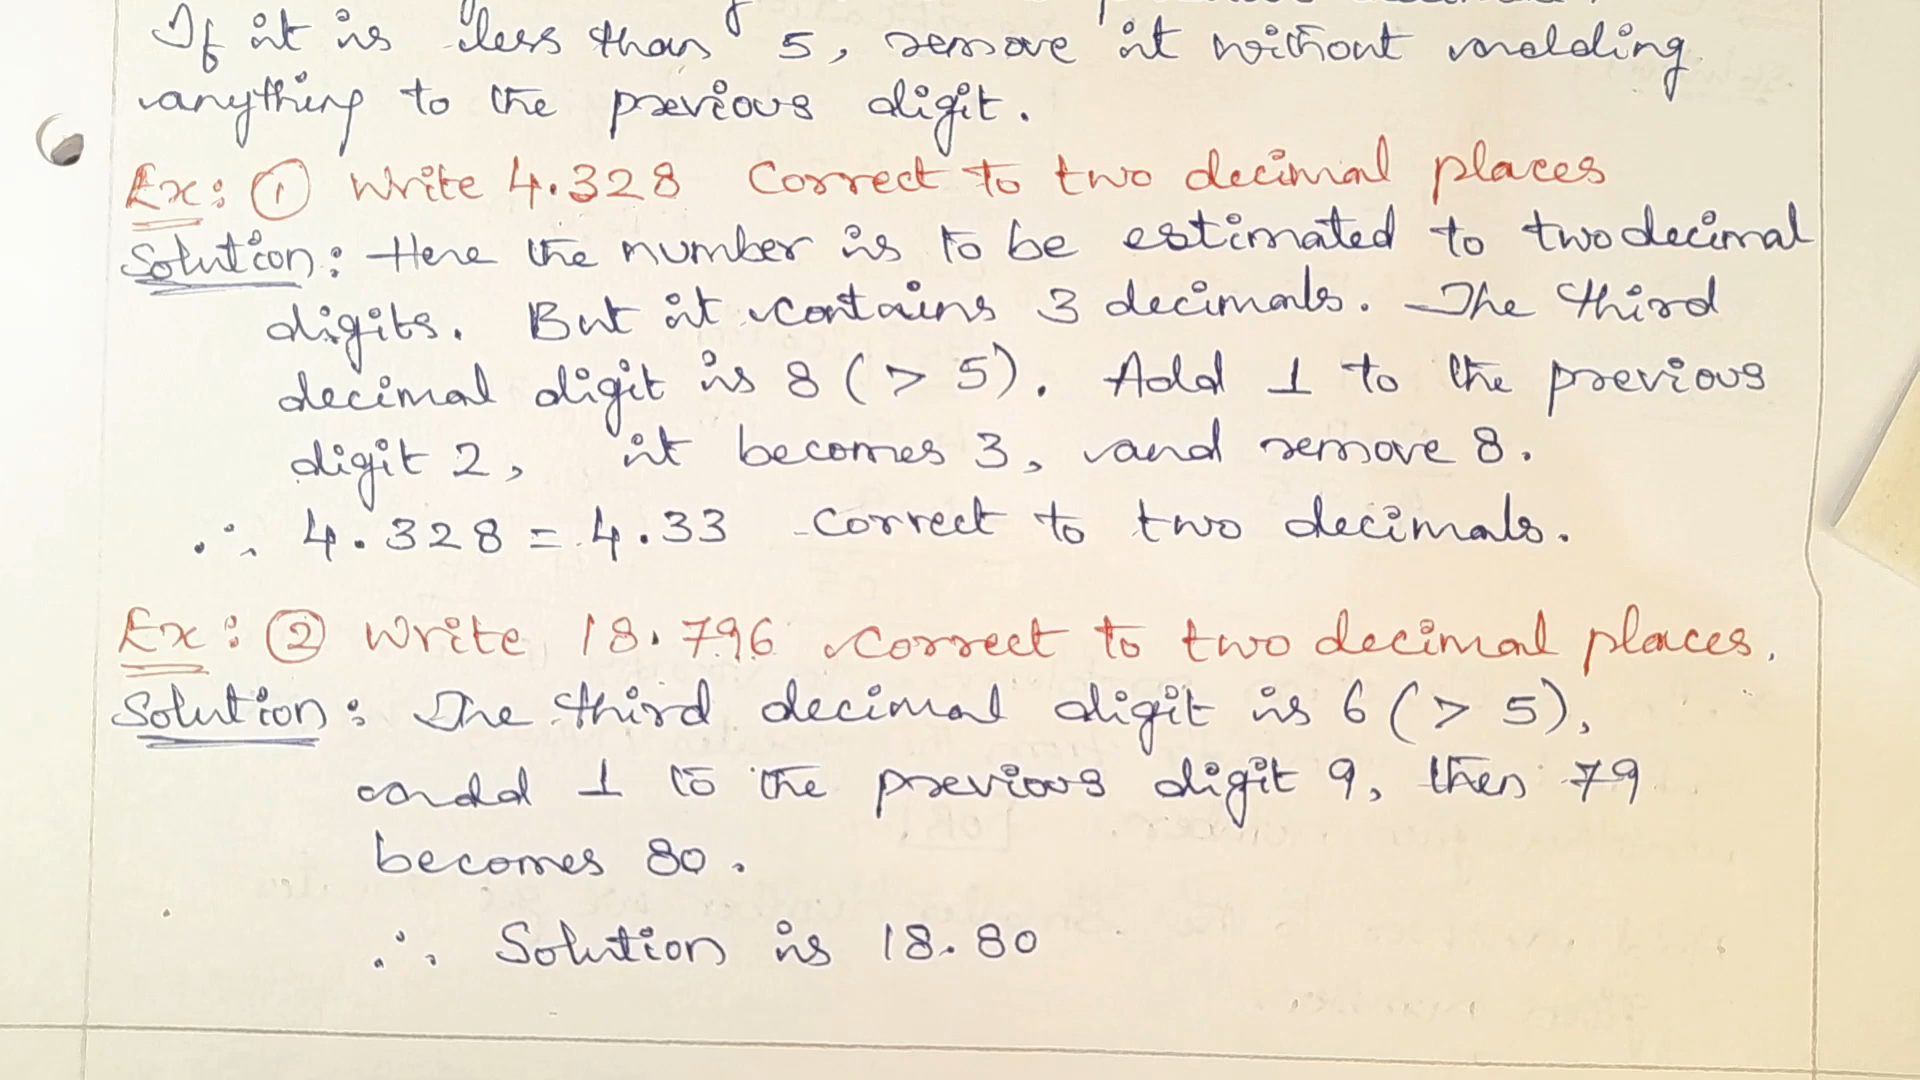 If it is less than 5, remove it without adding
anything to the previous digit.
Ex: ① Write 4.328 Correct to two decimal places
Solution: Here the number is to be estimated to two decimal
digits. But it contains 3 decimals. The third
decimal digit is 8 (> 5). Add 1 to the previous
digit 2, it becomes 3, and remove 8.
∴ 4.328 = 4.33 correct to two decimals.
Ex: ② Write 18.796 correct to two decimal places.
Solution: The third decimal digit is 6 (> 5),
add 1 to the previous digit 9, then 79
becomes 80.
∴ Solution is 18.80